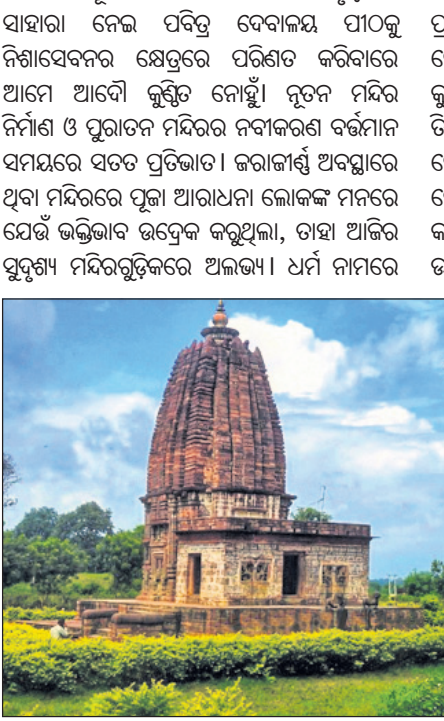 ସାହାରା ନେଇ ପବିତ୍ର ଦେବାଳୟ ପୀଠକୁ
ନିଶାସେବନର କ୍ଷେତ୍ରରେ ପରିଣତ କରିବାରେ
ଆମେ ଆଦୌ କୁଣ୍ଠିତ ନୋହୁଁ। ନୂତନ ମନ୍ଦିର
ନିର୍ମାଣ ଓ ପୁରାତନ ମନ୍ଦିରର ନବୀକରଣ ବର୍ତ୍ତମାନ
ସମୟରେ ସତତ ପ୍ରତିଭାତ। ଜରାଜୀର୍ଣ୍ଣ ଅବସ୍ଥାରେ
ଥିବା ମନ୍ଦିରରେ ପୂଜା ଆରାଧନା ଲୋକଙ୍କ ମନରେ
ଯେଉଁ ଭକ୍ତିଭାବ ଉଦ୍ରେକ କରୁଥିଲା, ତାହା ଆଜିର
ସୁଦୃଶ୍ୟ ମନ୍ଦିରଗୁଡ଼ିକରେ ଅଲଭ୍ୟ। ଧର୍ମ ନାମରେ